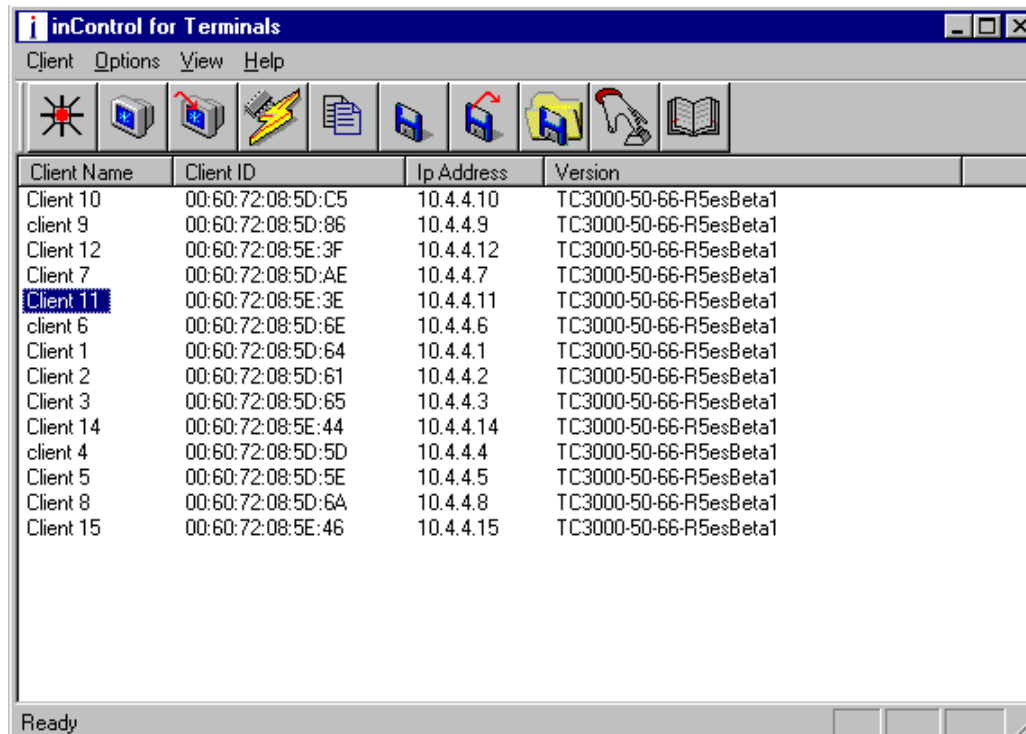 inControl for Terminals
Client Options View Help
Client Name Client ID Ip Address Version
Client 10 00:60:72:08:5D:C5 10.4.4.10 TC3000-50-66-R5esBeta1
client 9 00:60:72:08:5D:86 10.4.4.9 TC3000-50-66-R5esBeta1
Client 12 00:60:72:08:5E:3F 10.4.4.12 TC3000-50-66-R5esBeta1
Client 7 00:60:72:08:5D:AE 10.4.4.7 TC3000-50-66-R5esBeta1
Client 11 00:60:72:08:5E:3E 10.4.4.11 TC3000-50-66-R5esBeta1
client 6 00:60:72:08:5D:6E 10.4.4.6 TC3000-50-66-R5esBeta1
Client 1 00:60:72:08:5D:64 10.4.4.1 TC3000-50-66-R5esBeta1
Client 2 00:60:72:08:5D:61 10.4.4.2 TC3000-50-66-R5esBeta1
Client 3 00:60:72:08:5D:65 10.4.4.3 TC3000-50-66-R5esBeta1
Client 14 00:60:72:08:5E:44 10.4.4.14 TC3000-50-66-R5esBeta1
client 4 00:60:72:08:5D:5D 10.4.4.4 TC3000-50-66-R5esBeta1
Client 5 00:60:72:08:5D:5E 10.4.4.5 TC3000-50-66-R5esBeta1
Client 8 00:60:72:08:5D:6A 10.4.4.8 TC3000-50-66-R5esBeta1
Client 15 00:60:72:08:5E:46 10.4.4.15 TC3000-50-66-R5esBeta1
Ready